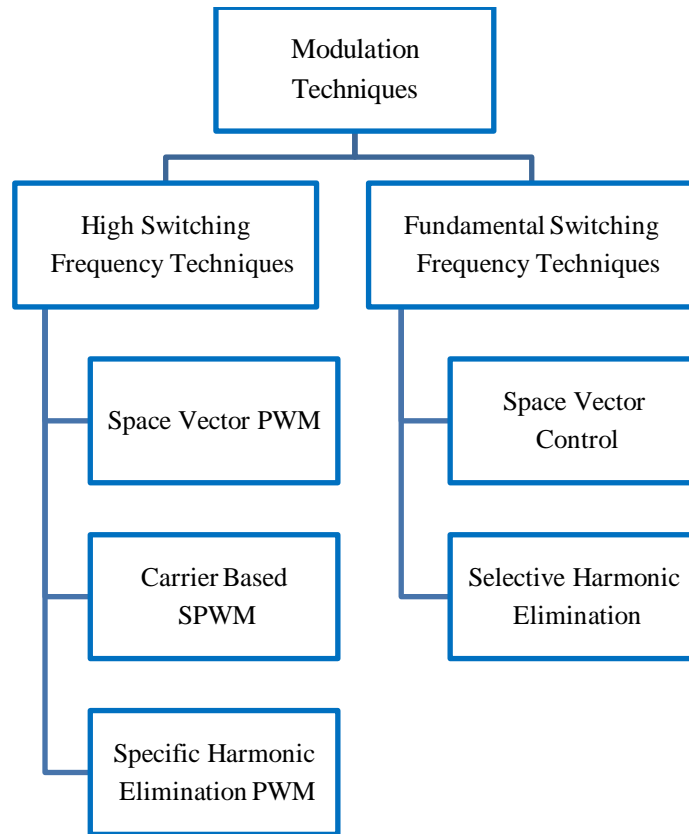 Modulation
Techniques
High Switching
Frequency Techniques
Fundamental Switching
Frequency Techniques
Space Vector PWM
Space Vector
Control
Carrier Based
SPWM
Selective Harmonic
Elimination
Specific Harmonic
Elimination PWM